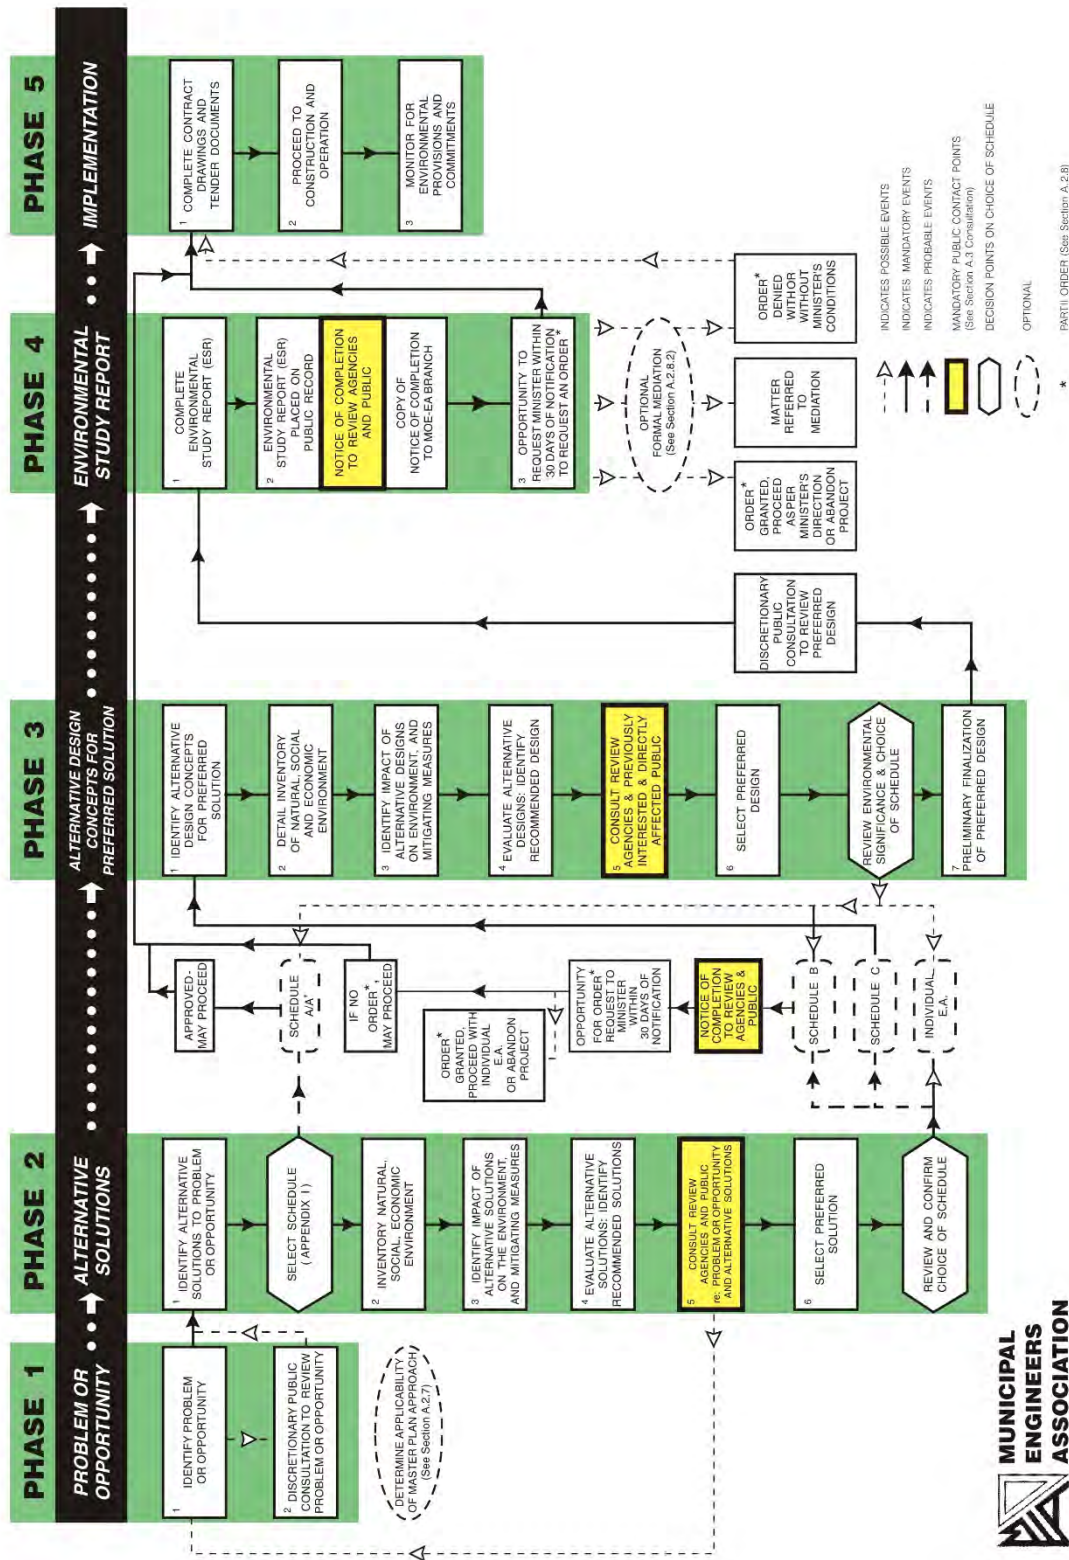 PHASE 1
PROBLEM OR
OPPORTUNITY
1
IDENTIFY PROBLEM
OR OPPORTUNITY
2
DISCRETIONARY PUBLIC
CONSULTATION TO REVIEW
PROBLEM OR OPPORTUNITY
DETERMINE APPLICABILITY
OF MASTER PLAN APPROACH
(See Section A.2.7)
PHASE 2
ALTERNATIVE
SOLUTIONS
1
IDENTIFY ALTERNATIVE
SOLUTIONS TO PROBLEM
OR OPPORTUNITY
SELECT SCHEDULE
(APPENDIX I)
2
INVENTORY NATURAL,
SOCIAL, ECONOMIC
ENVIRONMENT
3
IDENTIFY IMPACT OF
ALTERNATIVE SOLUTIONS
ON THE ENVIRONMENT,
AND MITIGATING MEASURES
4
EVALUATE ALTERNATIVE
SOLUTIONS: IDENTIFY
RECOMMENDED SOLUTIONS
5
CONSULT REVIEW
AGENCIES AND PUBLIC
re: PROBLEM OR OPPORTUNITY
AND ALTERNATIVE SOLUTIONS
6
SELECT PREFERRED
SOLUTION
REVIEW AND CONFIRM
CHOICE OF SCHEDULE
APPROVED-
MAY PROCEED
SCHEDULE
A/A+
IF NO
ORDER*,
MAY PROCEED
ORDER*
GRANTED,
PROCEED WITH
INDIVIDUAL
E.A.
OR ABANDON
PROJECT
OPPORTUNITY
FOR ORDER*
REQUEST TO
MINISTER
WITHIN
30 DAYS OF
NOTIFICATION
NOTICE OF
COMPLETION
TO REVIEW
AGENCIES &
PUBLIC
SCHEDULE B
SCHEDULE C
INDIVIDUAL
E.A.
PHASE 3
ALTERNATIVE DESIGN
CONCEPTS FOR
PREFERRED SOLUTION
1
IDENTIFY ALTERNATIVE
DESIGN CONCEPTS
FOR PREFERRED
SOLUTION
2
DETAIL INVENTORY
OF NATURAL, SOCIAL
AND ECONOMIC
ENVIRONMENT
3
IDENTIFY IMPACT OF
ALTERNATIVE DESIGNS
ON ENVIRONMENT, AND
MITIGATING MEASURES
4
EVALUATE ALTERNATIVE
DESIGNS: IDENTIFY
RECOMMENDED DESIGN
5
CONSULT REVIEW
AGENCIES & PREVIOUSLY
INTERESTED & DIRECTLY
AFFECTED PUBLIC
6
SELECT PREFERRED
DESIGN
REVIEW ENVIRONMENTAL
SIGNIFICANCE & CHOICE
OF SCHEDULE
7
PRELIMINARY FINALIZATION
OF PREFERRED DESIGN
DISCRETIONARY
PUBLIC
CONSULTATION
TO REVIEW
PREFERRED
DESIGN
PHASE 4
ENVIRONMENTAL
STUDY REPORT
1
COMPLETE
ENVIRONMENTAL
STUDY REPORT (ESR)
2
ENVIRONMENTAL
STUDY REPORT (ESR)
PLACED ON
PUBLIC RECORD
NOTICE OF COMPLETION
TO REVIEW AGENCIES
AND PUBLIC
COPY OF
NOTICE OF COMPLETION
TO MOE-EA BRANCH
3
OPPORTUNITY TO
REQUEST MINISTER WITHIN
30 DAYS OF NOTIFICATION
TO REQUEST AN ORDER*
OPTIONAL
FORMAL MEDIATION
(See Section A.2.8.2)
ORDER*
GRANTED,
PROCEED
ASPER
MINISTER'S
DIRECTION
OR ABANDON
PROJECT
MATTER
REFERRED
TO
MEDIATION
ORDER*
DENIED
WITHOR
WITHOUT
MINISTER'S
CONDITIONS
PHASE 5
IMPLEMENTATION
1
COMPLETE CONTRACT
DRAWINGS AND
TENDER DOCUMENTS
2
PROCEED TO
CONSTRUCTION AND
OPERATION
3
MONITOR FOR
ENVIRONMENTAL
PROVISIONS AND
COMMITMENTS
INDICATES POSSIBLE EVENTS
INDICATES MANDATORY EVENTS
INDICATES PROBABLE EVENTS
MANDATORY PUBLIC CONTACT POINTS
(See Section A.3 Consultation)
DECISION POINTS ON CHOICE OF SCHEDULE
OPTIONAL
* PARTII ORDER (See Section A.2.8)
MUNICIPAL
ENGINEERS
ASSOCIATION